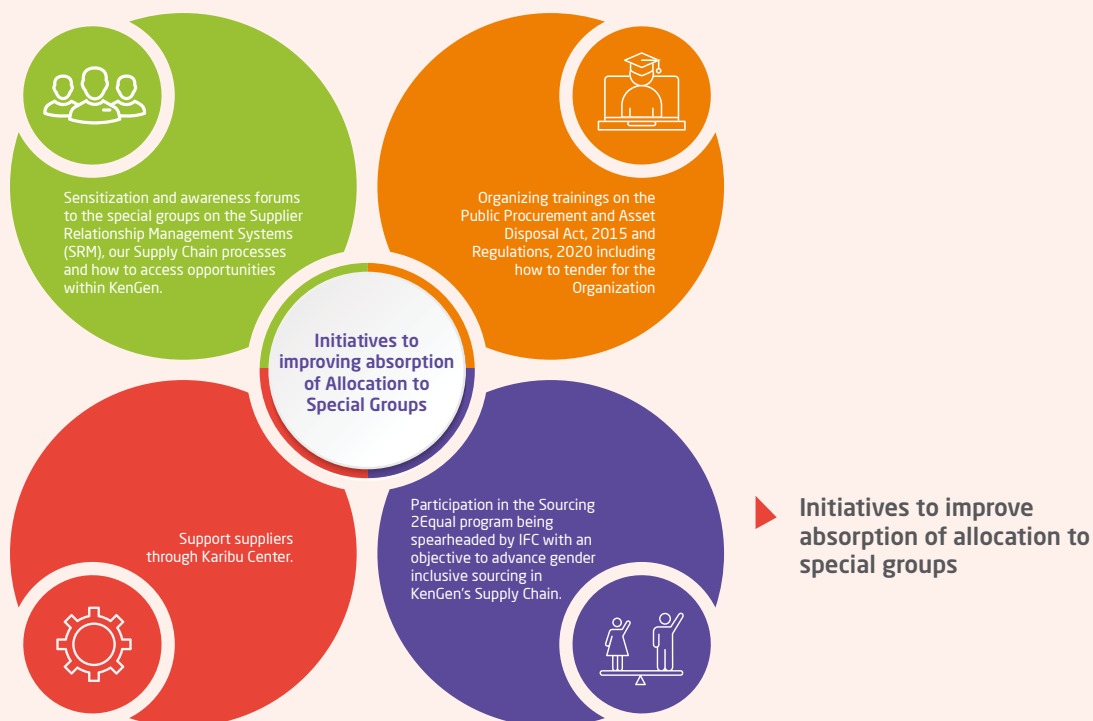 Sensitization and awareness forums
to the special groups on the Supplier
Relationship Management Systems
(SRM), our Supply Chain processes
and how to access opportunities
within KenGen.
Organizing trainings on the
Public Procurement and Asset
Disposal Act, 2015 and
Regulations, 2020 including
how to tender for the
Organization
Initiatives to
improving absorption
of Allocation to
Special Groups
Support suppliers
through Karibu Center.
Participation in the Sourcing
2Equal program being
spearheaded by IFC with an
objective to advance gender
inclusive sourcing in
KenGen's Supply Chain.
Initiatives to improve
absorption of allocation to
special groups